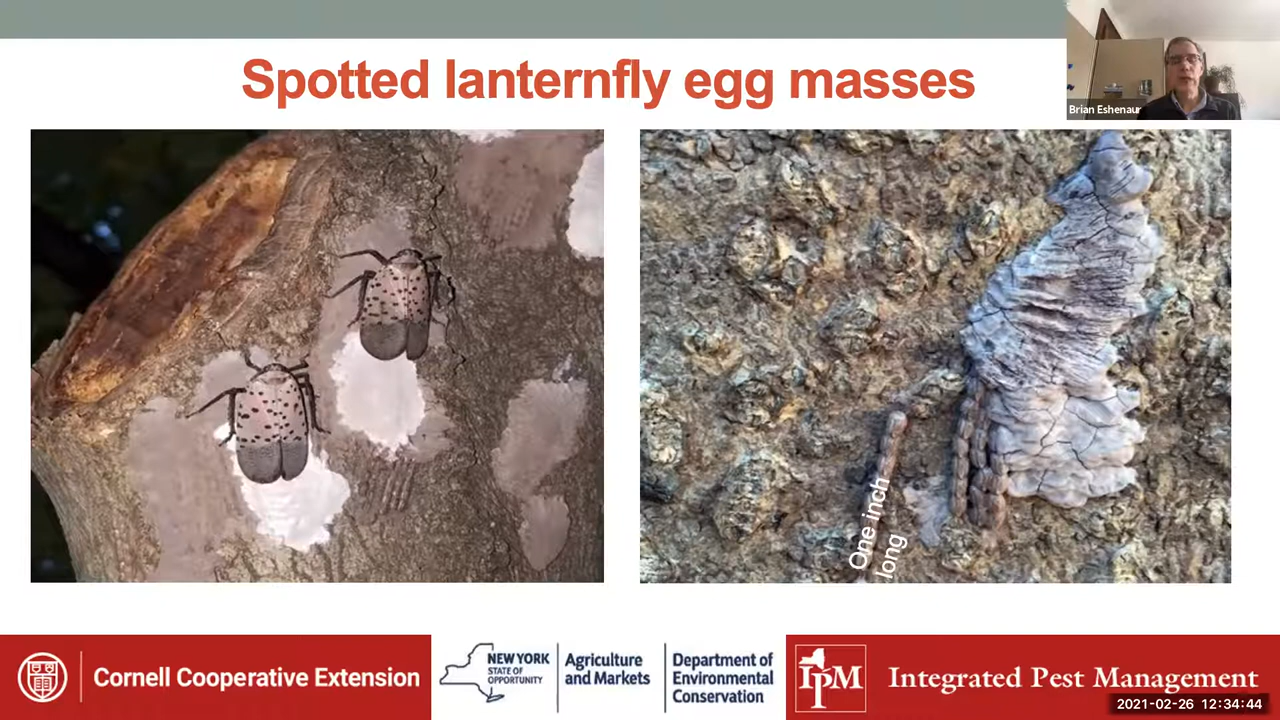 Spotted lanternfly egg masses
Brian Eshenaur
One inch
long
Cornell Cooperative Extension
NEW YORK
STATE OF
OPPORTUNITY
Agriculture
and Markets
Department of
Environmental
Conservation
IPM
Integrated Pest Management
2021-02-26 12:34:44